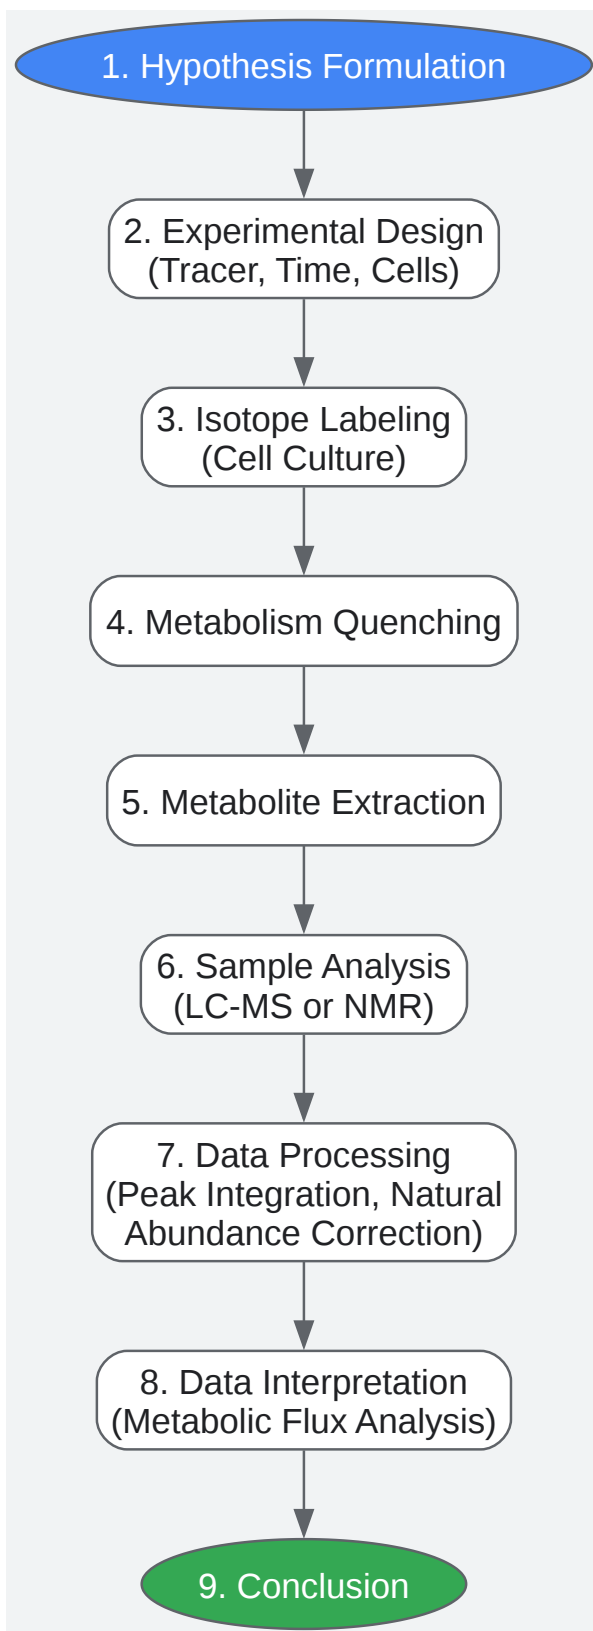 1. Hypothesis Formulation
2. Experimental Design
(Tracer, Time, Cells)
3. Isotope Labeling
(Cell Culture)
4. Metabolism Quenching
5. Metabolite Extraction
6. Sample Analysis
(LC-MS or NMR)
7. Data Processing
(Peak Integration, Natural
Abundance Correction)
8. Data Interpretation
(Metabolic Flux Analysis)
9. Conclusion